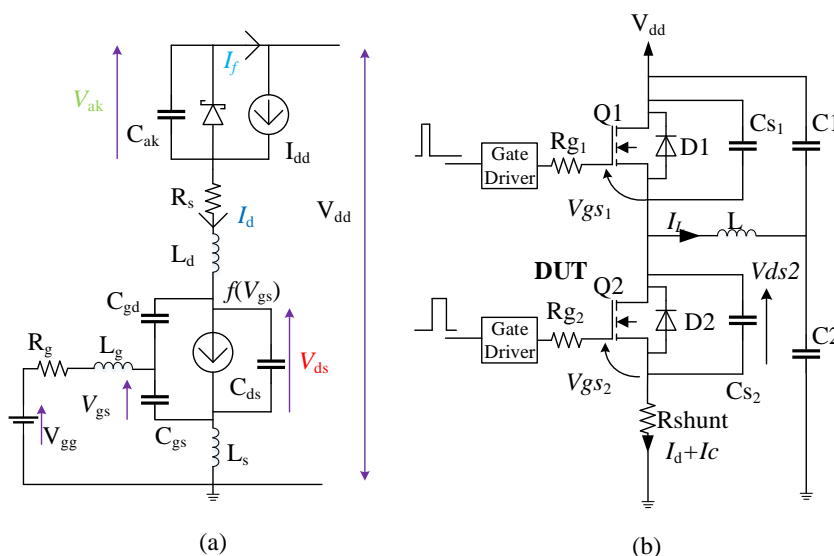 I_f
V_ak
C_ak
I_dd
R_s
I_d
V_dd
L_d
C_gd
f(V_gs)
R_g
L_g
V_gs
C_ds
V_ds
V_gg
C_gs
L_s
(a)
V_dd
Q1
Cs_1
C1
Gate
Driver
Rg_1
D1
Vgs_1
I_L
L
DUT
Vds2
Q2
Gate
Driver
Rg_2
D2
C2
Vgs_2
Cs_2
Rshunt
I_d+Ic
(b)